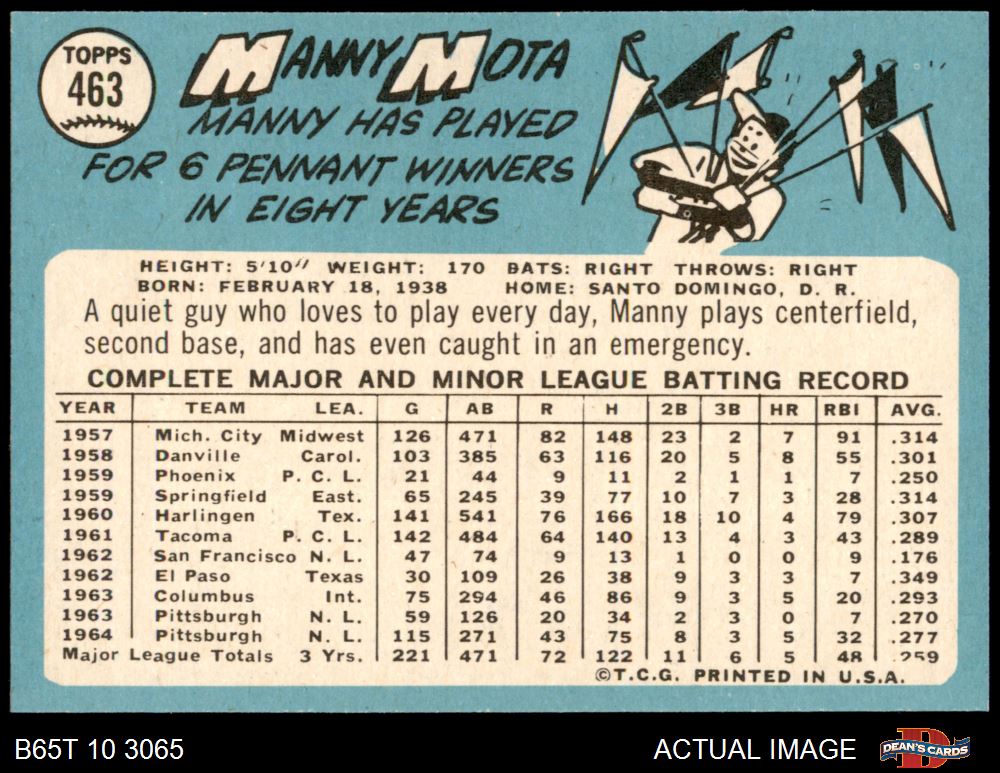 TOPPS
463
MANNY MOTA
MANNY HAS PLAYED
FOR 6 PENNANT WINNERS
IN EIGHT YEARS
HEIGHT: 5'10" WEIGHT: 170 BATS: RIGHT THROWS: RIGHT
BORN: FEBRUARY 18, 1938 HOME: SANTO DOMINGO, D. R.
A quiet guy who loves to play every day, Manny plays centerfield,
second base, and has even caught in an emergency.
COMPLETE MAJOR AND MINOR LEAGUE BATTING RECORD
YEAR TEAM LEA. G AB R H 2B 3B HR RBI AVG.
1957 Mich. City Midwest 126 471 82 148 23 2 7 91 .314
1958 Danville Carol. 103 385 63 116 20 5 8 55 .301
1959 Phoenix P. C. L. 21 44 9 11 2 1 1 7 .250
1959 Springfield East. 65 245 39 77 10 7 3 28 .314
1960 Harlingen Tex. 141 541 76 166 18 10 4 79 .307
1961 Tacoma P. C. L. 142 484 64 140 13 4 3 43 .289
1962 San Francisco N. L. 47 74 9 13 1 0 0 9 .176
1962 El Paso Texas 30 109 26 38 9 3 3 7 .349
1963 Columbus Int. 75 294 46 86 9 3 5 20 .293
1963 Pittsburgh N. L. 59 126 20 34 2 3 0 7 .270
1964 Pittsburgh N. L. 115 271 43 75 8 3 5 32 .277
Major League Totals 3 Yrs. 221 471 72 122 11 6 5 48 .259
©T.C.G. PRINTED IN U.S.A.
B65T 10 3065 ACTUAL IMAGE DEAN'S CARDS